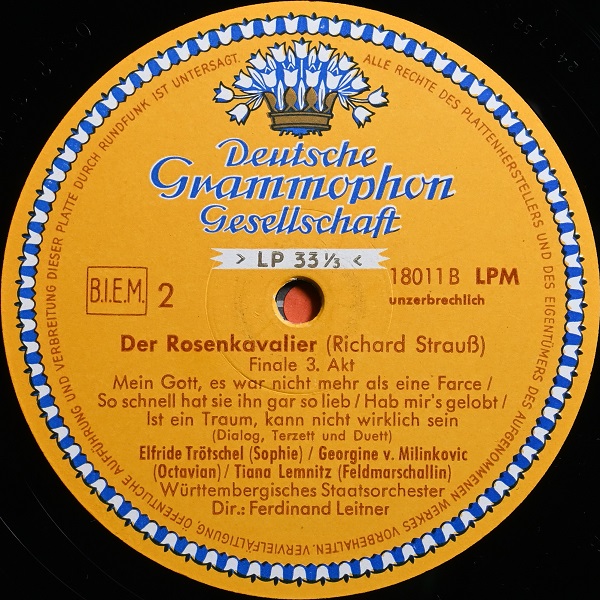 ALLE RECHTE DES PLATTENHERSTELLERS UND DES EIGENTÜMERS DES AUFGENOMMENEN WERKES VORBEHALTEN. VERVIELFÄLTIGUNG, ÖFFENTLICHE AUFFÜHRUNG UND VERBREITUNG DIESER PLATTE DURCH RUNDFUNK IST UNTERSAGT.
Deutsche
Grammophon
Gesellschaft
> LP 33 1/3 <
B.I.E.M. 2
18011 B LPM
unzerbrechlich
Der Rosenkavalier (Richard Strauß)
Finale 3. Akt
Mein Gott, es war nicht mehr als eine Farce /
So schnell hat sie ihn gar so lieb / Hab mir's gelobt /
Ist ein Traum, kann nicht wirklich sein
(Dialog, Terzett und Duett)
Elfride Trötschel (Sophie) / Georgine v. Milinkovic
(Octavian) / Tiana Lemnitz (Feldmarschallin)
Württembergisches Staatsorchester
Dir.: Ferdinand Leitner